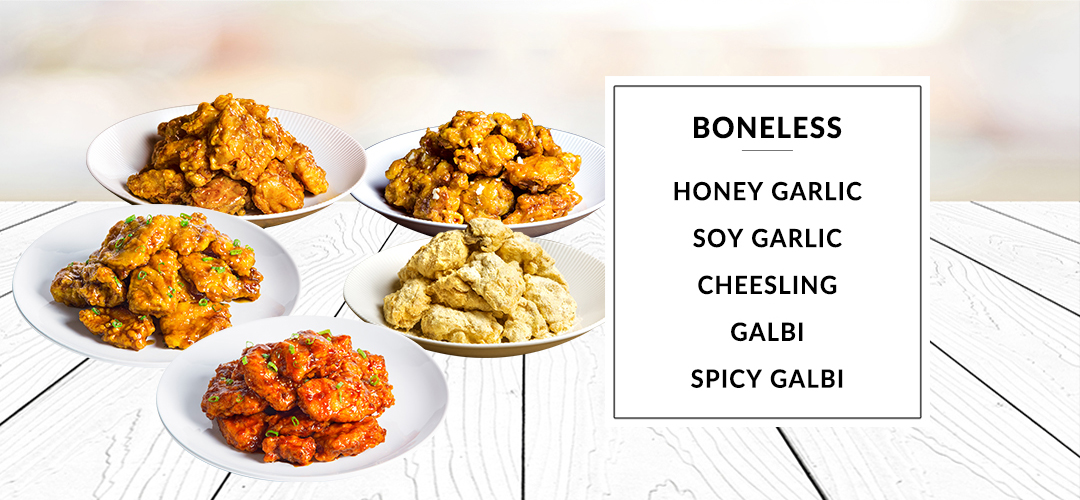 BONELESS
HONEY GARLIC
SOY GARLIC
CHEESLING
GALBI
SPICY GALBI